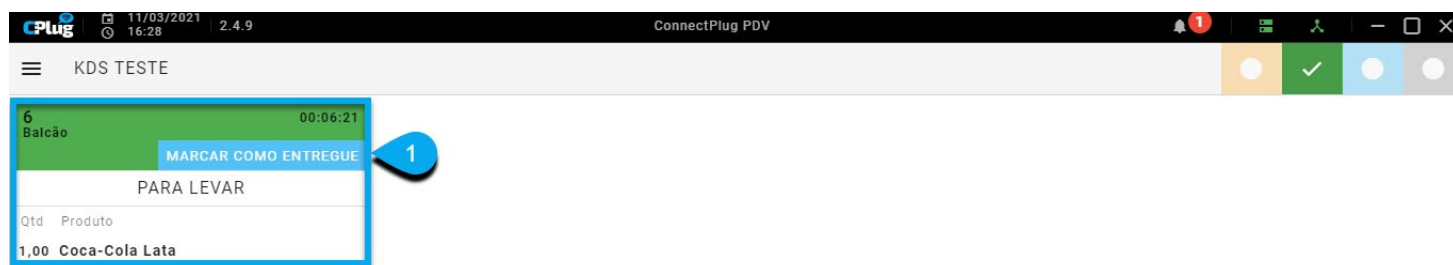 CPlug 11/03/2021 16:28 2.4.9 ConnectPlug PDV 1
KDS TESTE
6 00:06:21
Balcão
MARCAR COMO ENTREGUE 1
PARA LEVAR
Qtd Produto
1,00 Coca-Cola Lata